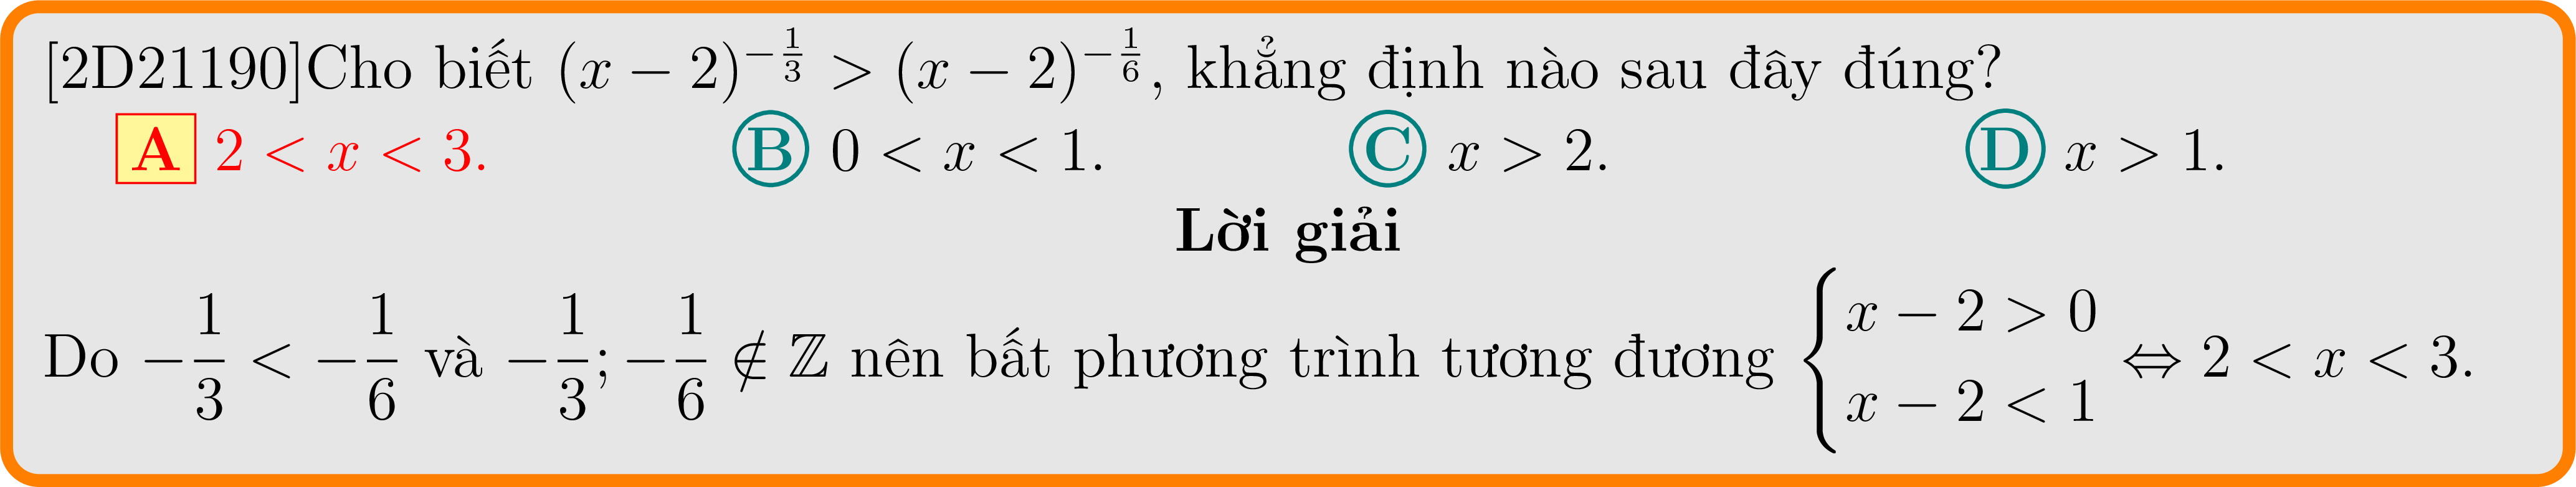 [2D21190]Cho biết $(x-2)^{-\frac{1}{3}} > (x-2)^{-\frac{1}{6}}$, khẳng định nào sau đây đúng?
A $2 < x < 3.$ B $0 < x < 1.$ C $x > 2.$ D $x > 1.$
Lời giải
Do $-\frac{1}{3} < -\frac{1}{6}$ và $-\frac{1}{3}; -\frac{1}{6} \notin \mathbb{Z}$ nên bất phương trình tương đương $\begin{cases} x-2>0 \\ x-2<1 \end{cases} \Leftrightarrow 2 < x < 3.$